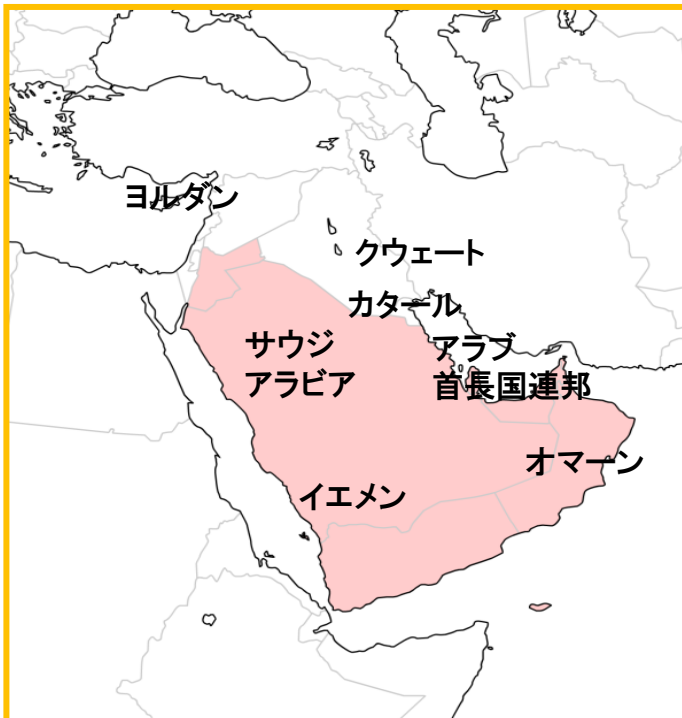 ヨルダン
クウェート
カタール
サウジ
アラビア
アラブ
首長国連邦
オマーン
イエメン